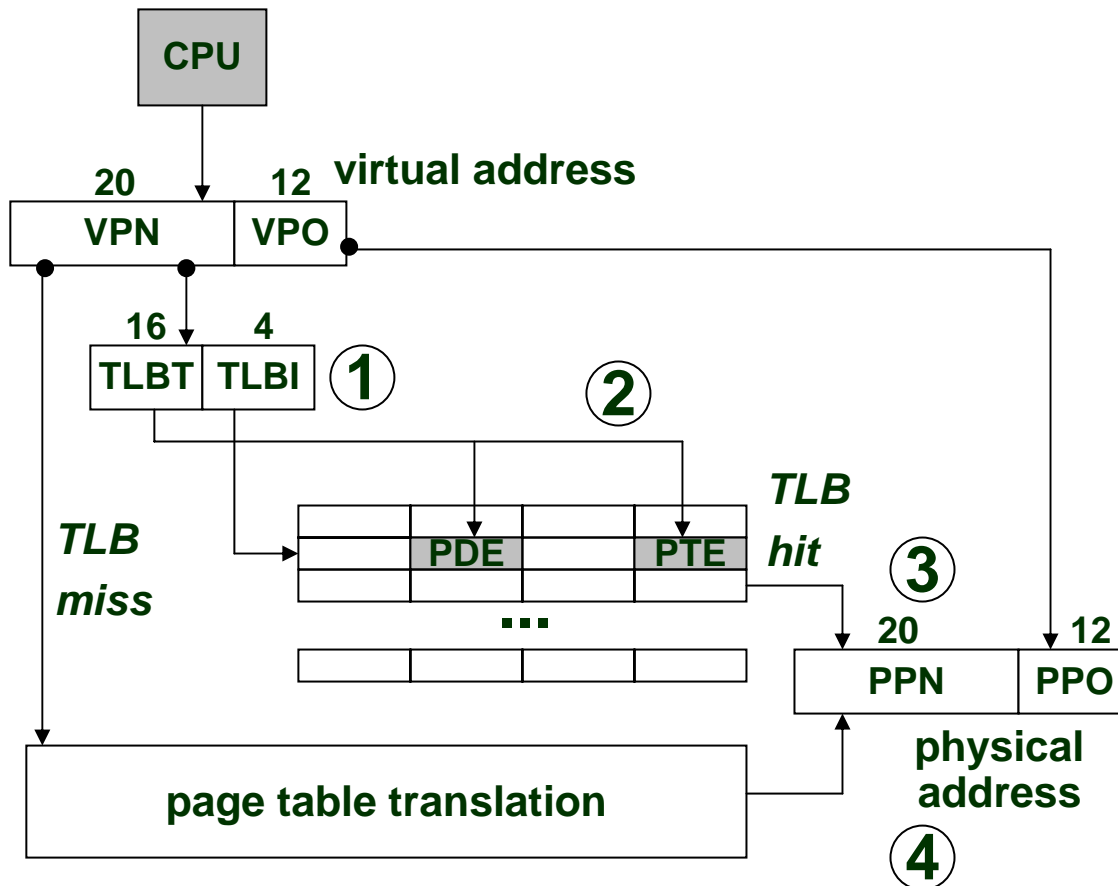 CPU
virtual address
20 12
VPN VPO
16 4
TLBT TLBI
1
2
TLB
hit
PDE PTE
TLB
miss
...
3
20 12
PPN PPO
physical
address
page table translation
4